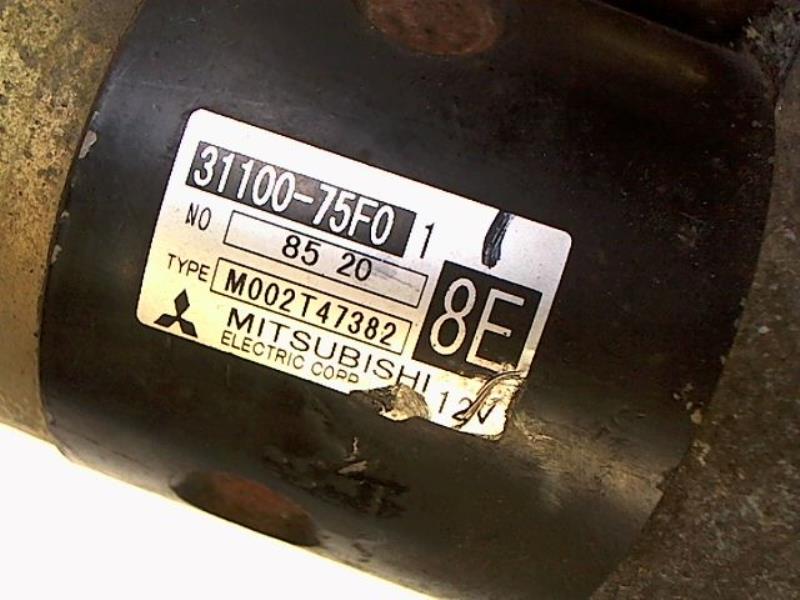 31100-75F0 1
NO 85 20
TYPE M002T47382
8E
MITSUBISHI
ELECTRIC CORP
12V